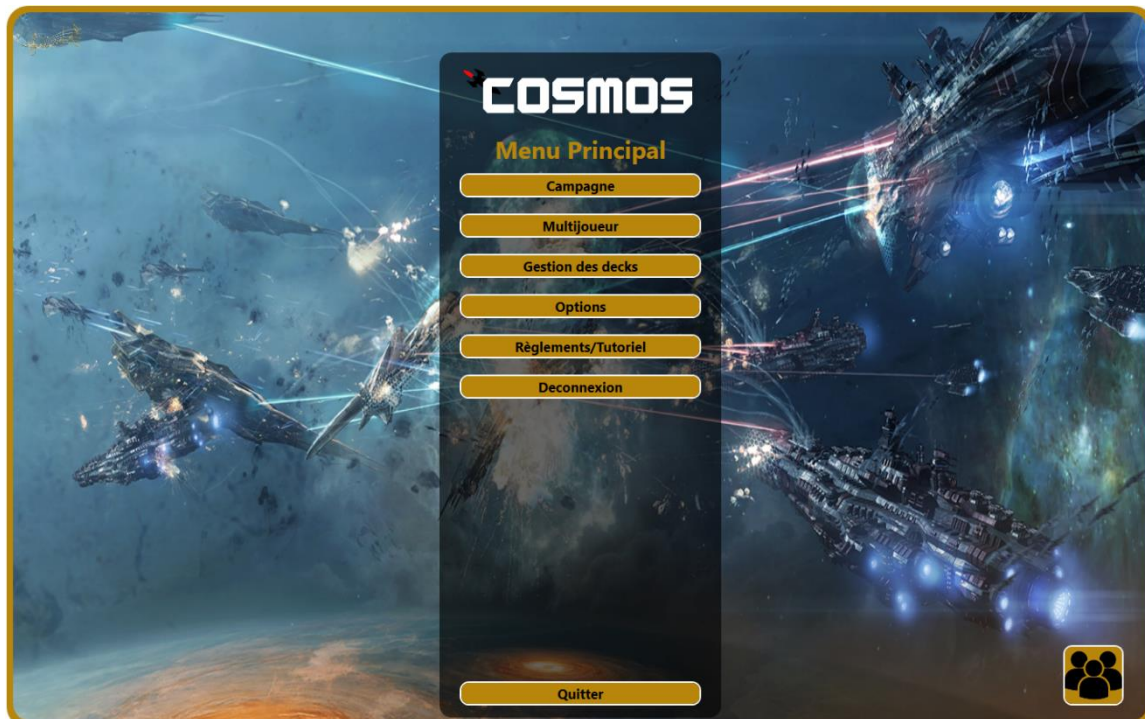 COSMOS
Menu Principal
Campagne
Multijoueur
Gestion des decks
Options
Règlements/Tutoriel
Deconnexion
Quitter